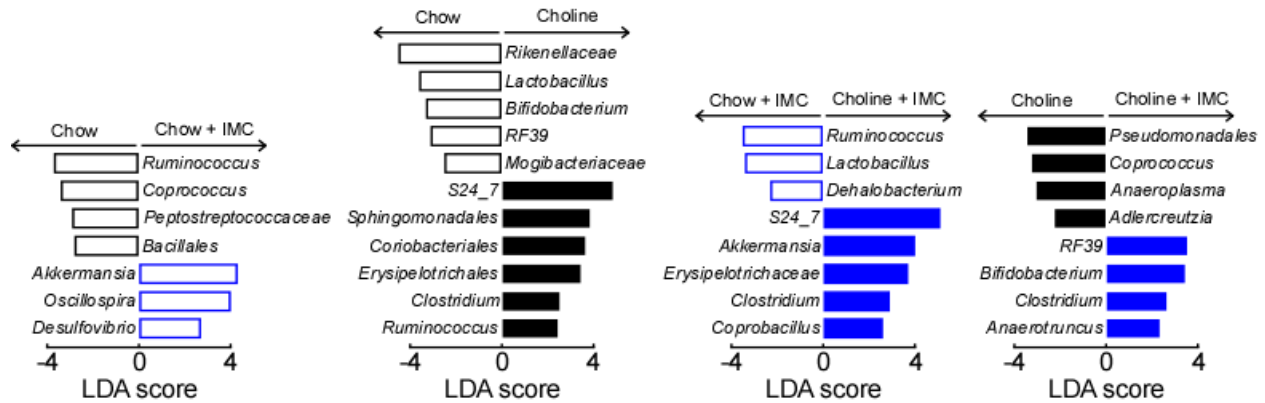 Chow Chow + IMC
Ruminococcus
Coprococcus
Peptostreptococcaceae
Bacillales
Akkermansia
Oscillospira
Desulfovibrio
-4 0 4
LDA score
Chow Choline
Rikenellaceae
Lactobacillus
Bifidobacterium
RF39
Mogibacteriaceae
S24_7
Sphingomonadales
Coriobacteriales
Erysipelotrichales
Clostridium
Ruminococcus
-4 0 4
LDA score
Chow + IMC Choline + IMC
Ruminococcus
Lactobacillus
Dehalobacterium
S24_7
Akkermansia
Erysipelotrichaceae
Clostridium
Coprobacillus
-4 0 4
LDA score
Choline Choline + IMC
Pseudomonadales
Coprococcus
Anaeroplasma
Adlercreutzia
RF39
Bifidobacterium
Clostridium
Anaerotruncus
-4 0 4
LDA score